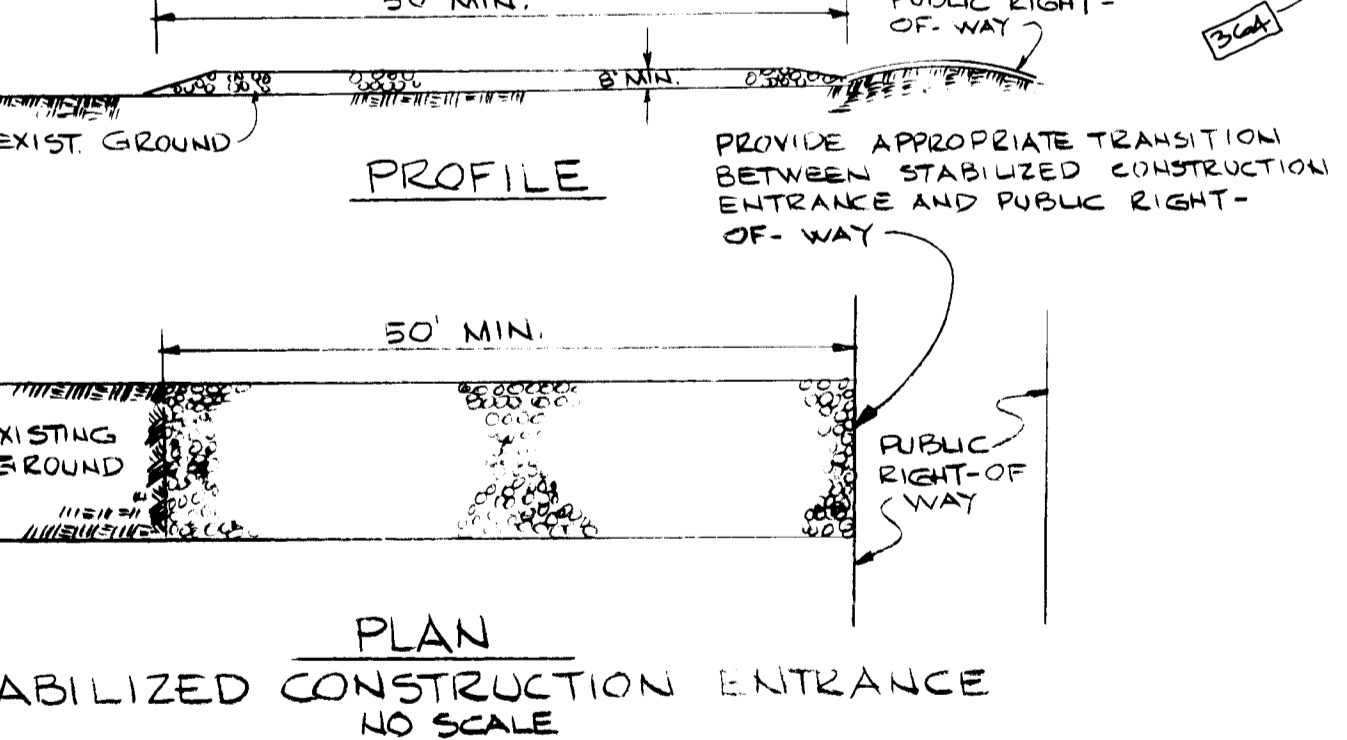 50' MIN.
PUBLIC RIGHT-
OF-WAY
364
8" MIN.
EXIST. GROUND
PROFILE
PROVIDE APPROPRIATE TRANSITION
BETWEEN STABILIZED CONSTRUCTION
ENTRANCE AND PUBLIC RIGHT-
OF-WAY
50' MIN.
XISTING
GROUND
PUBLIC
RIGHT-OF
WAY
PLAN
ABILIZED CONSTRUCTION ENTRANCE
NO SCALE